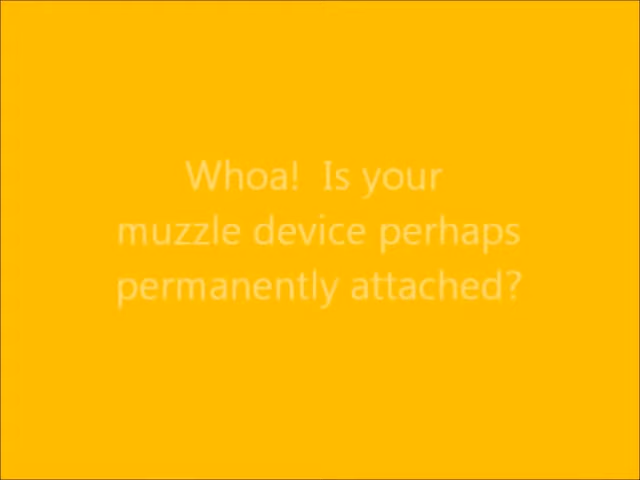 Whoa!  Is your
muzzle device perhaps
permanently attached?